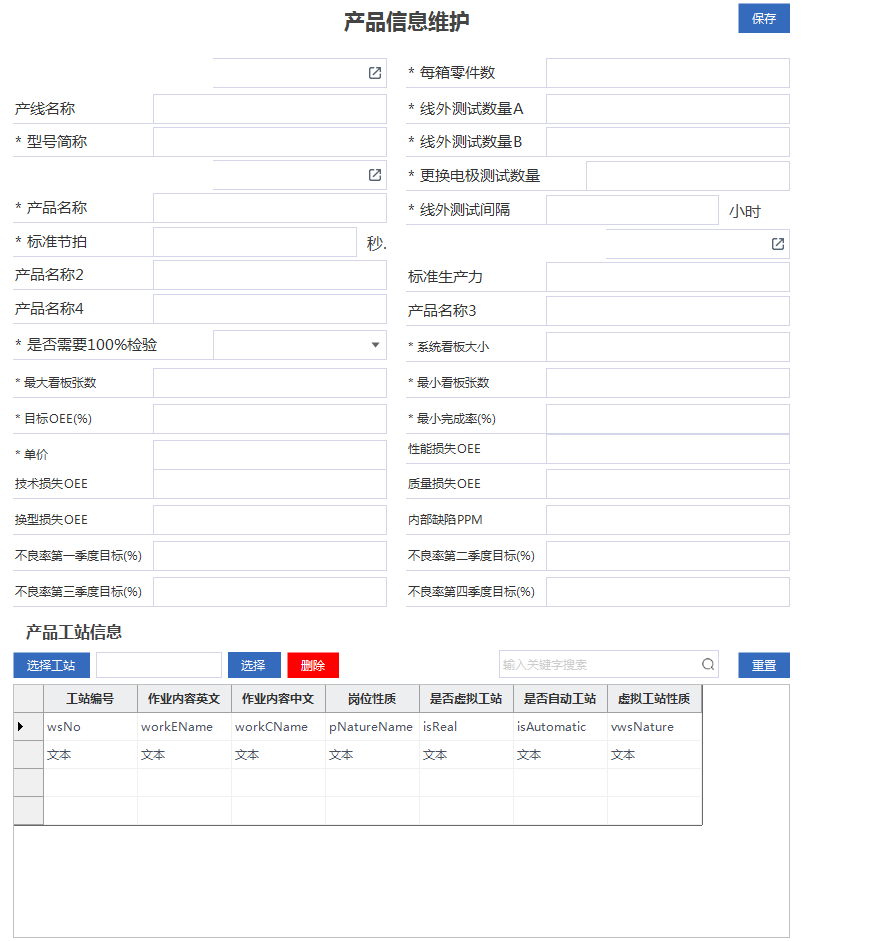 产品信息维护
保存
* 每箱零件数
产线名称
* 线外测试数量A
* 型号简称
* 线外测试数量B
* 更换电极测试数量
* 产品名称
* 线外测试间隔
小时
* 标准节拍
秒.
产品名称2
标准生产力
产品名称4
产品名称3
* 是否需要100%检验
* 系统看板大小
* 最大看板张数
* 最小看板张数
* 目标OEE(%)
* 最小完成率(%)
* 单价
性能损失OEE
技术损失OEE
质量损失OEE
换型损失OEE
内部缺陷PPM
不良率第一季度目标(%)
不良率第二季度目标(%)
不良率第三季度目标(%)
不良率第四季度目标(%)
产品工站信息
选择工站
选择
删除
输入关键字搜索
重置
工站编号 作业内容英文 作业内容中文 岗位性质 是否虚拟工站 是否自动工站 虚拟工站性质
wsNo workEName workCName pNatureName isReal isAutomatic vwsNature
文本 文本 文本 文本 文本 文本 文本